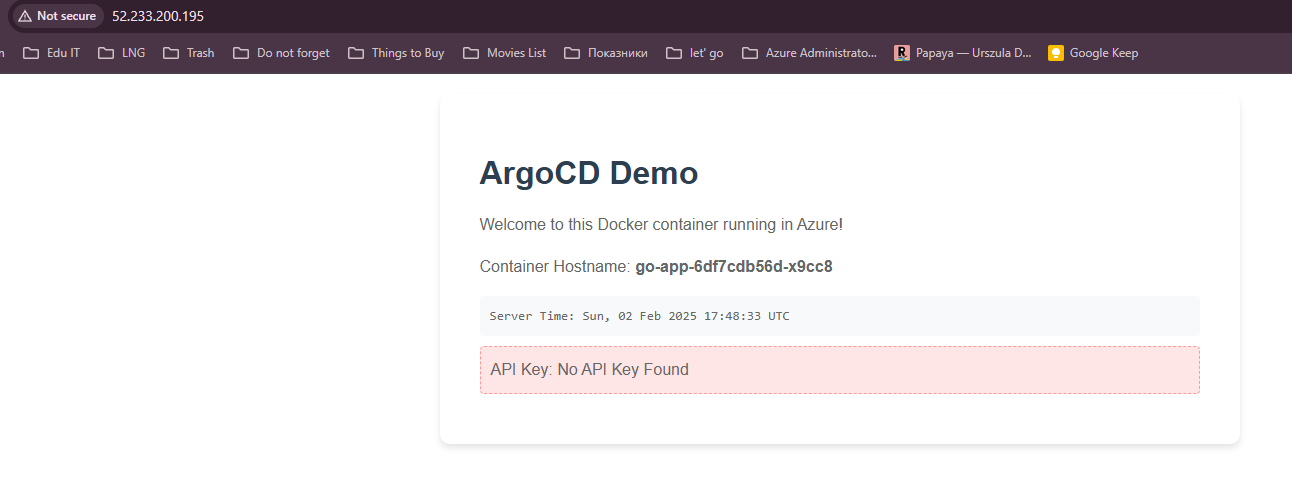 Not secure 52.233.200.195
Edu IT LNG Trash Do not forget Things to Buy Movies List Показники let' go Azure Administrato... Papaya — Urszula D... Google Keep
ArgoCD Demo
Welcome to this Docker container running in Azure!
Container Hostname: go-app-6df7cdb56d-x9cc8
Server Time: Sun, 02 Feb 2025 17:48:33 UTC
API Key: No API Key Found